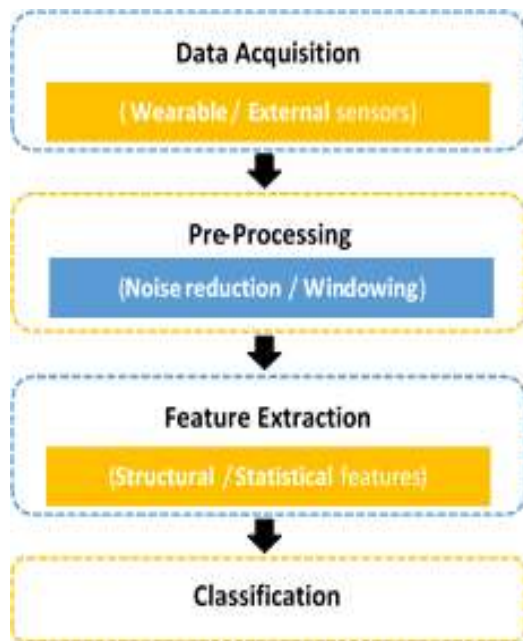 Data Acquisition
(Wearable / External sensors)
Pre-Processing
(Noise reduction / Windowing)
Feature Extraction
(Structural / Statistical features)
Classification